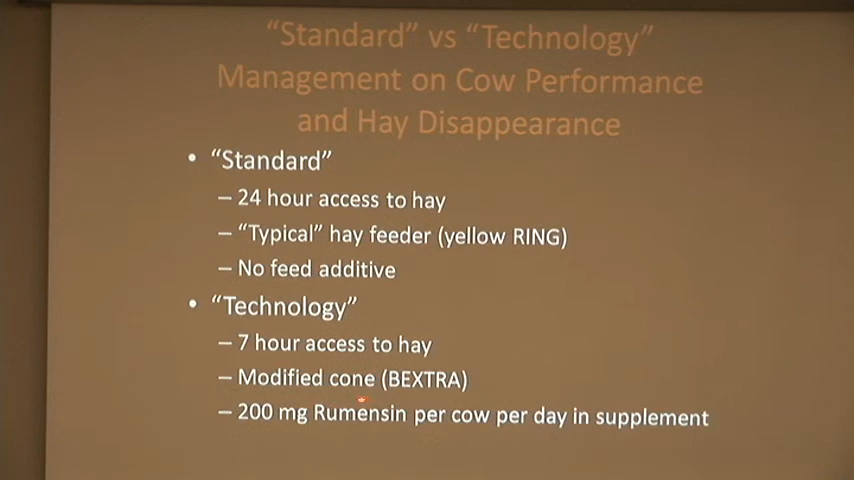 “Standard” vs “Technology”
Management on Cow Performance
and Hay Disappearance
• “Standard”
– 24 hour access to hay
– “Typical” hay feeder (yellow RING)
– No feed additive
• “Technology”
– 7 hour access to hay
– Modified cone (BEXTRA)
– 200 mg Rumensin per cow per day in supplement